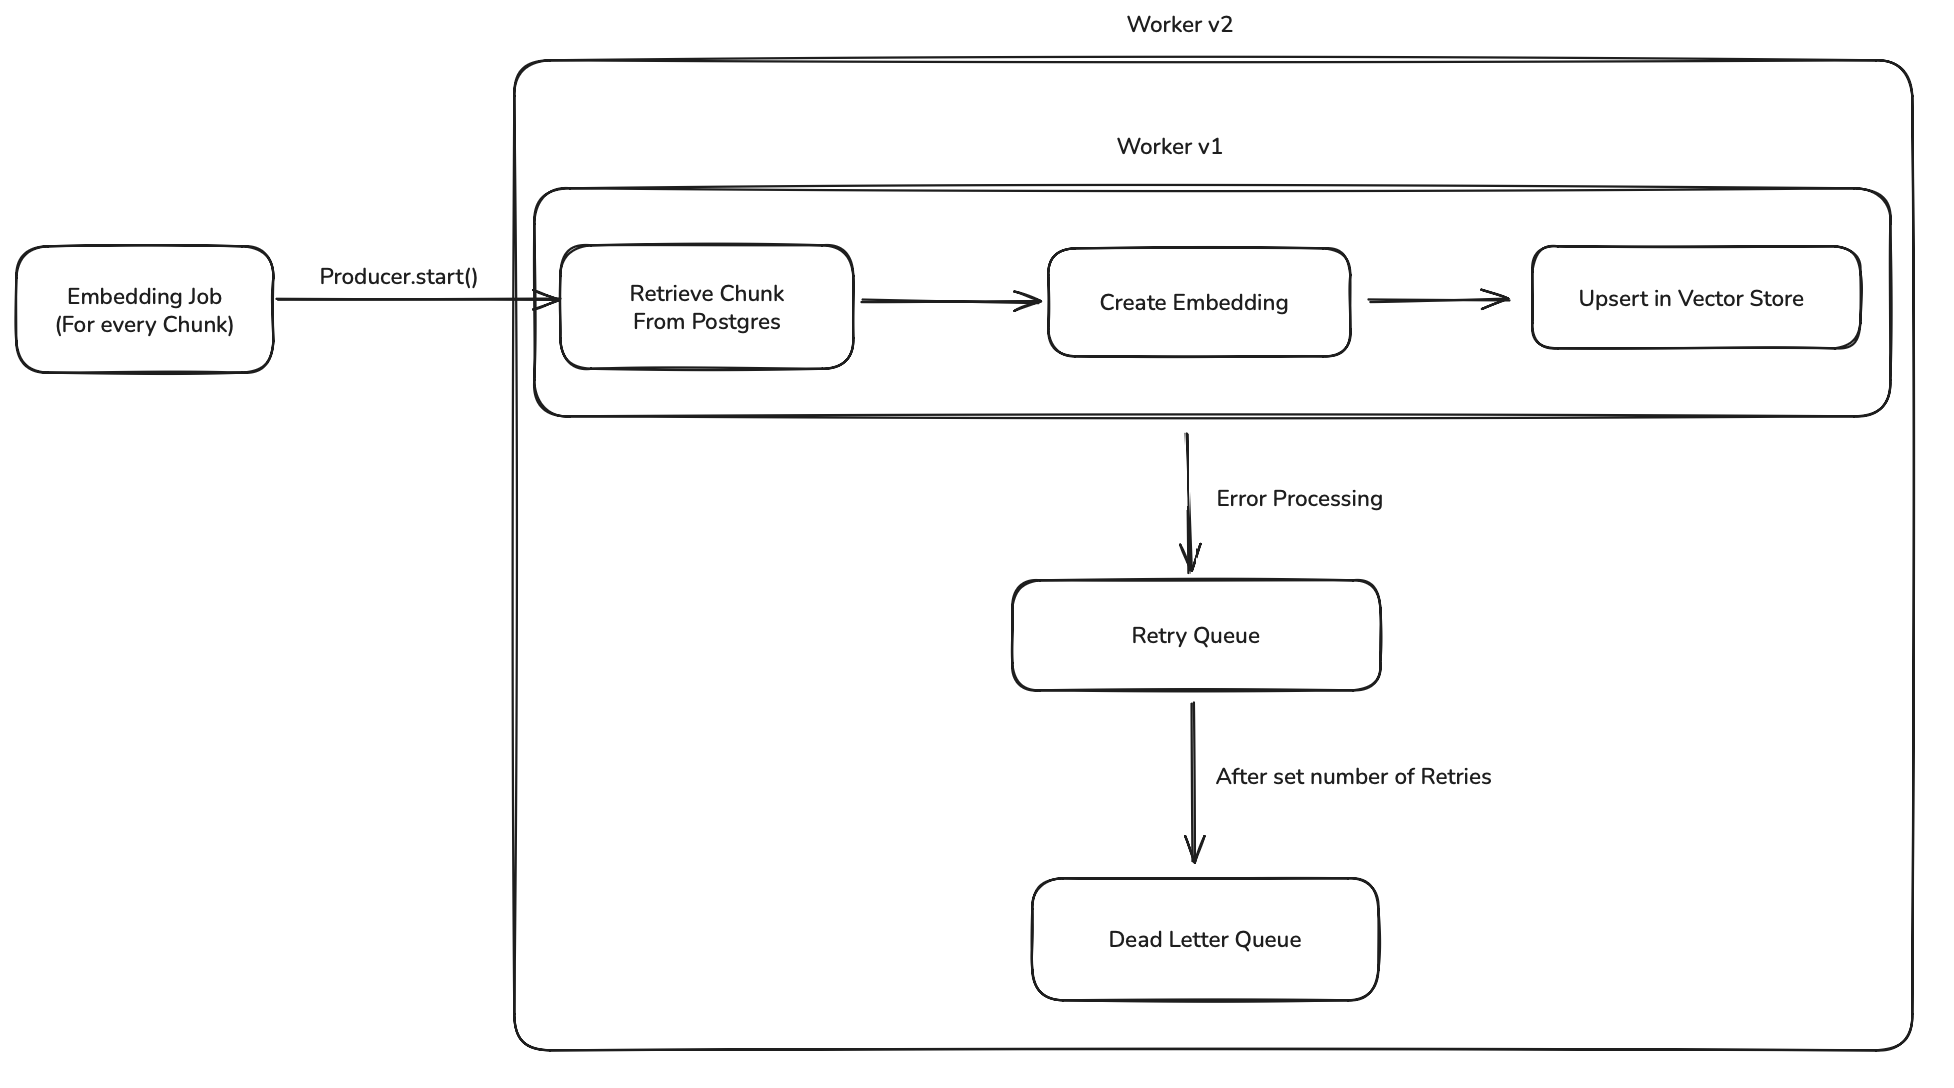 Worker v2
Worker v1
Embedding Job
(For every Chunk)
Producer.start()
Retrieve Chunk
From Postgres
Create Embedding
Upsert in Vector Store
Error Processing
Retry Queue
After set number of Retries
Dead Letter Queue